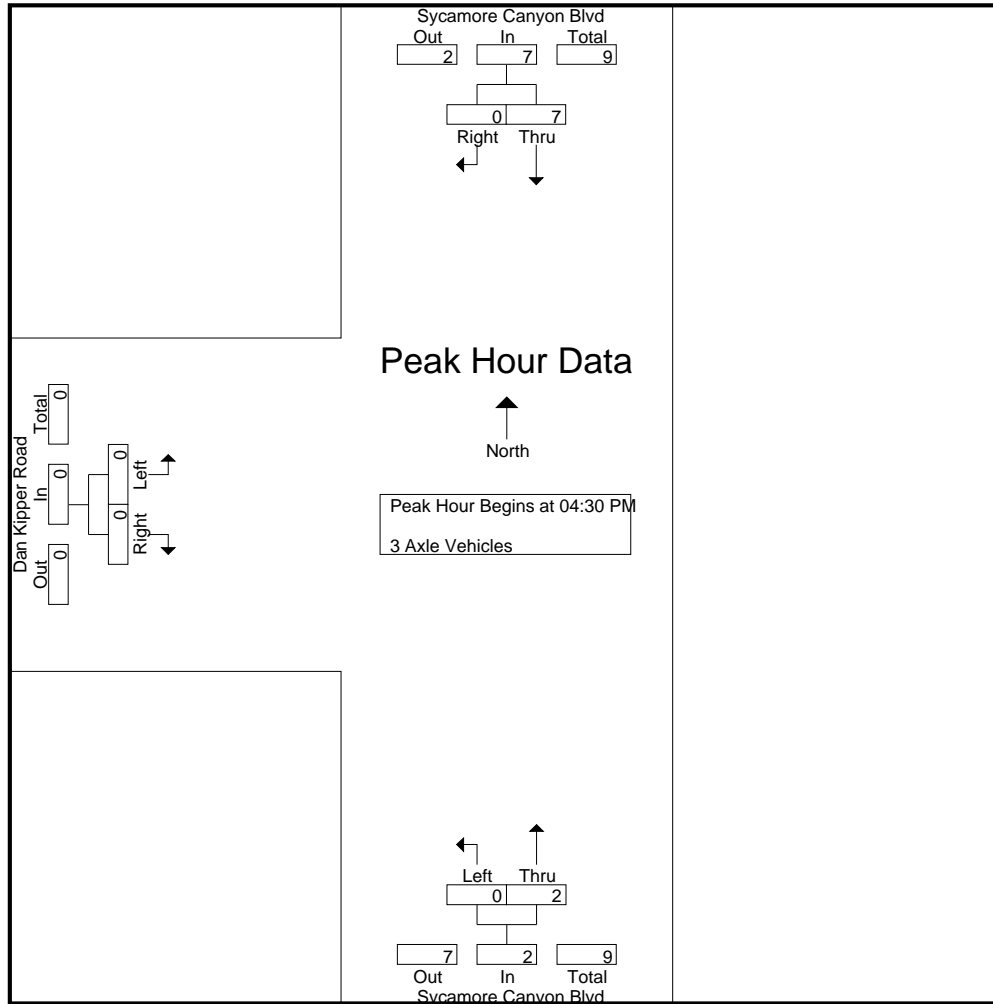 Sycamore Canyon Blvd
Out In Total
2 7 9
0 7
Right Thru
Peak Hour Data
North
Peak Hour Begins at 04:30 PM
3 Axle Vehicles
Dan Kipper Road
Out In Total
0 0 0
Right Left
0 0
Left Thru
0 2
7 2 9
Out In Total
Sycamore Canyon Blvd